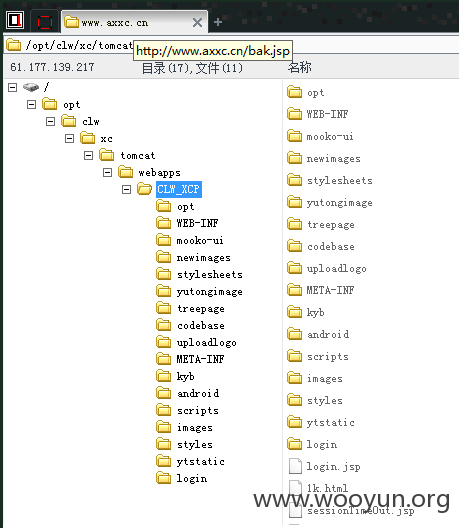 www.axxc.cn
/opt/clw/xc/tomcat
http://www.axxc.cn/bak.jsp
61.177.139.217 目录(17),文件(11) 名称
/
opt
clw
xc
tomcat
webapps
CLW_XCP
opt
WEB-INF
mooko-ui
newimages
stylesheets
yutongimage
treepage
codebase
uploadlogo
META-INF
kyb
android
scripts
images
styles
ytstatic
login
opt
WEB-INF
mooko-ui
newimages
stylesheets
yutongimage
treepage
codebase
uploadlogo
META-INF
kyb
android
scripts
images
styles
ytstatic
login
login.jsp
1k.html
sessionTimeOut.jsp
www.wooyun.org